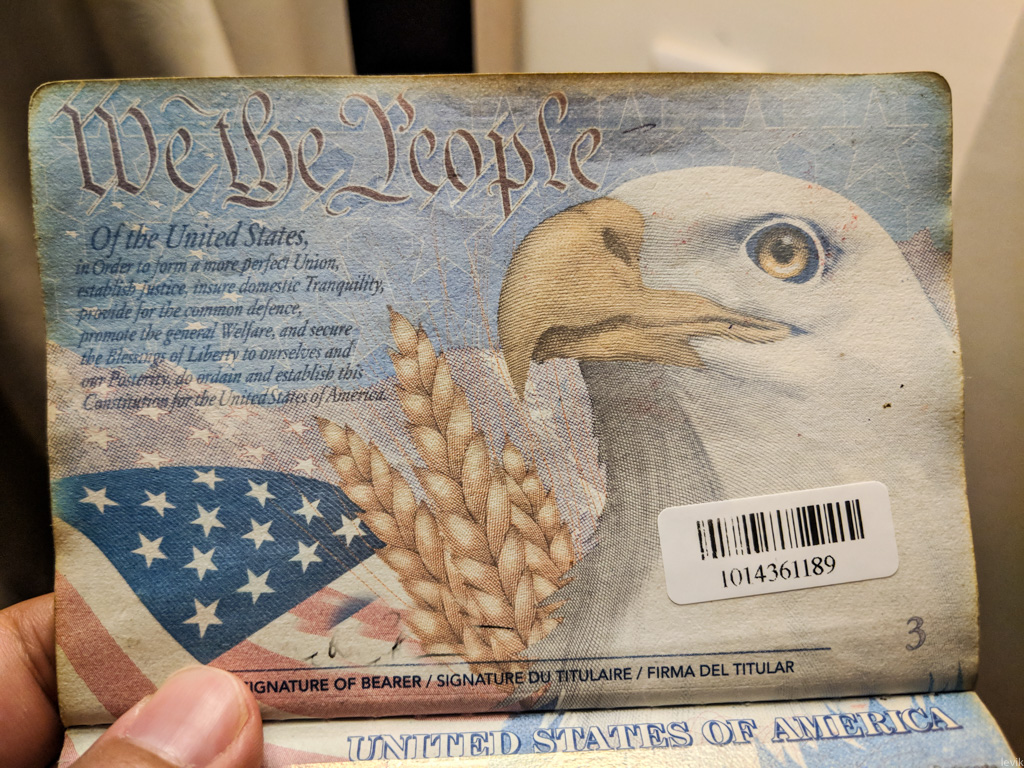 We the People
Of the United States,
in Order to form a more perfect Union,
establish Justice, insure domestic Tranquility,
provide for the common defence,
promote the general Welfare, and secure
the Blessings of Liberty to ourselves and
our Posterity, do ordain and establish this
Constitution for the United States of America.
1014361189
3
IGNATURE OF BEARER / SIGNATURE DU TITULAIRE / FIRMA DEL TITULAR
UNITED STATES OF AMERICA
levik